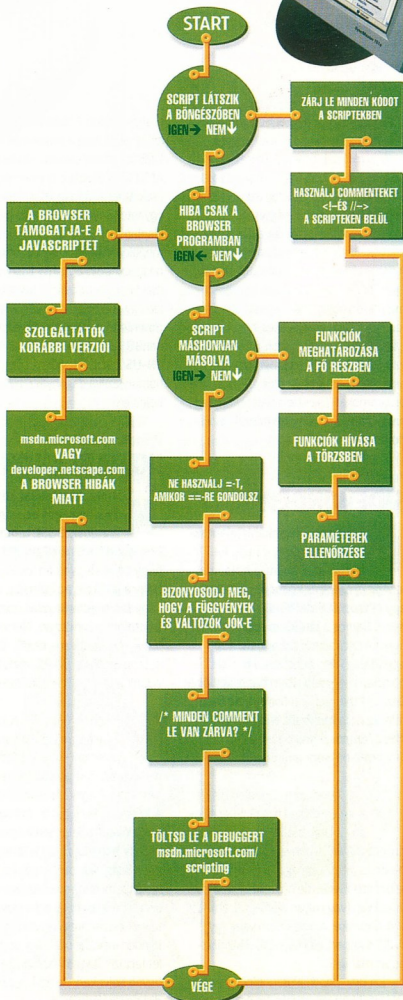 START
SCRIPT LÁTSZIK
A BÖNGÉSZŐBEN
IGEN→ NEM↓
ZÁRJ LE MINDEN KÓDOT
A SCRIPTEKBEN
HASZNÁLJ COMMENTEKET
<!–ÉS //–>
A SCRIPTEKEN BELÜL
HIBA CSAK A
BROWSER
PROGRAMBAN
IGEN← NEM↓
A BROWSER
TÁMOGATJA-E A
JAVASCRIPTET
SZOLGÁLTATÓK
KORÁBBI VERZIÓI
msdn.microsoft.com
VAGY
developer.netscape.com
A BROWSER HIBÁK
MIATT
SCRIPT
MÁSHONNAN
MÁSOLVA
IGEN→ NEM↓
FUNKCIÓK
MEGHATÁROZÁSA
A FŐ RÉSZBEN
FUNKCIÓK HÍVÁSA
A TÖRZSBEN
PARAMÉTEREK
ELLENŐRZÉSE
NE HASZNÁLJ =-T,
AMIKOR ==-RE GONDOLSZ
BIZONYOSODJ MEG,
HOGY A FÜGGVÉNYEK
ÉS VÁLTOZÓK JÓK-E
/* MINDEN COMMENT
LE VAN ZÁRVA? */
TÖLTSD LE A DEBUGGERT
msdn.microsoft.com/
scripting
VÉGE